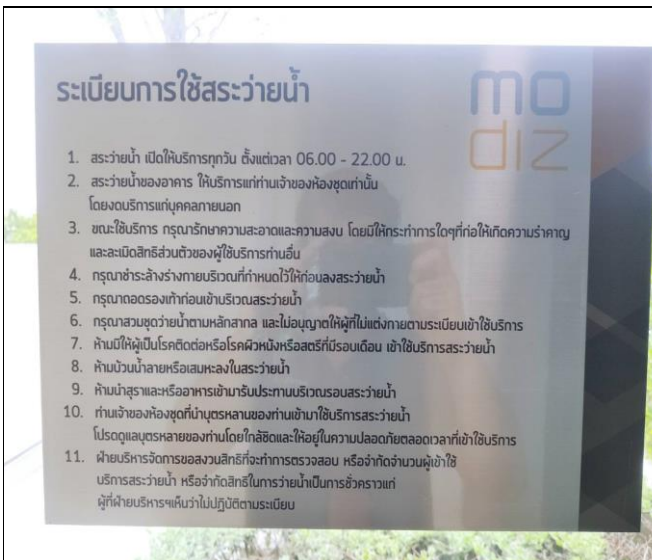 ระเบียบการใช้สระว่ายน้ำ
mo
diz
1. สระว่ายน้ำ เปิดให้บริการทุกวัน ตั้งแต่เวลา 06.00 - 22.00 น.
2. สระว่ายน้ำของอาคาร ให้บริการแก่ท่านเจ้าของห้องชุดเท่านั้น
โดยงดบริการแก่บุคคลภายนอก
3. ขณะใช้บริการ กรุณารักษาความสะอาดและความสงบ โดยมิให้กระทำการใดๆที่ก่อให้เกิดความรำคาญ
และละเมิดสิทธิส่วนตัวของผู้ใช้บริการท่านอื่น
4. กรุณาชำระล้างร่างกายบริเวณที่กำหนดไว้ให้ก่อนลงสระว่ายน้ำ
5. กรุณาถอดรองเท้าก่อนเข้าบริเวณสระว่ายน้ำ
6. กรุณาสวมชุดว่ายน้ำตามหลักสากล และไม่อนุญาตให้ผู้ที่ไม่แต่งกายตามระเบียบเข้าใช้บริการ
7. ห้ามมิให้ผู้เป็นโรคติดต่อหรือโรคผิวหนังหรือสตรีที่มีรอบเดือน เข้าใช้บริการสระว่ายน้ำ
8. ห้ามบ้วนน้ำลายหรือเสมหะลงในสระว่ายน้ำ
9. ห้ามนำสุราและหรืออาหารเข้ามารับประทานบริเวณรอบสระว่ายน้ำ
10. ท่านเจ้าของห้องชุดที่นำบุตรหลานของท่านเข้ามาใช้บริการสระว่ายน้ำ
โปรดดูแลบุตรหลายของท่านโดยใกล้ชิดและให้อยู่ในความปลอดภัยตลอดเวลาที่เข้าใช้บริการ
11. ฝ่ายบริหารจัดการขอสงวนสิทธิที่จะทำการตรวจสอบ หรือจำกัดจำนวนผู้เข้าใช้
บริการสระว่ายน้ำ หรือจำกัดสิทธิในการว่ายน้ำเป็นการชั่วคราวแก่
ผู้ที่ฝ่ายบริหารฯเห็นว่าไม่ปฏิบัติตามระเบียบ